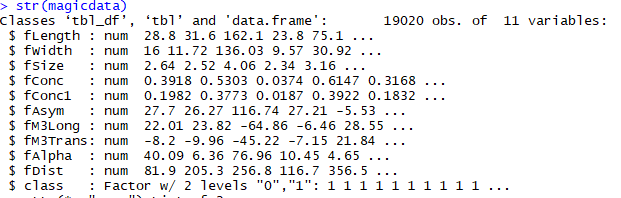 > str(magicdata)
Classes ‘tbl_df’, ‘tbl’ and 'data.frame':	19020 obs. of  11 variables:
 $ fLength : num  28.8 31.6 162.1 23.8 75.1 ...
 $ fWidth  : num  16 11.72 136.03 9.57 30.92 ...
 $ fSize   : num  2.64 2.52 4.06 2.34 3.16 ...
 $ fConc   : num  0.3918 0.5303 0.0374 0.6147 0.3168 ...
 $ fConc1  : num  0.1982 0.3773 0.0187 0.3922 0.1832 ...
 $ fAsym   : num  27.7 26.27 116.74 27.21 -5.53 ...
 $ fM3Long : num  22.01 23.82 -64.86 -6.46 28.55 ...
 $ fM3Trans: num  -8.2 -9.96 -45.22 -7.15 21.84 ...
 $ fAlpha  : num  40.09 6.36 76.96 10.45 4.65 ...
 $ fDist   : num  81.9 205.3 256.8 116.7 356.5 ...
 $ class   : Factor w/ 2 levels "0","1": 1 1 1 1 1 1 1 1 1 1 ...